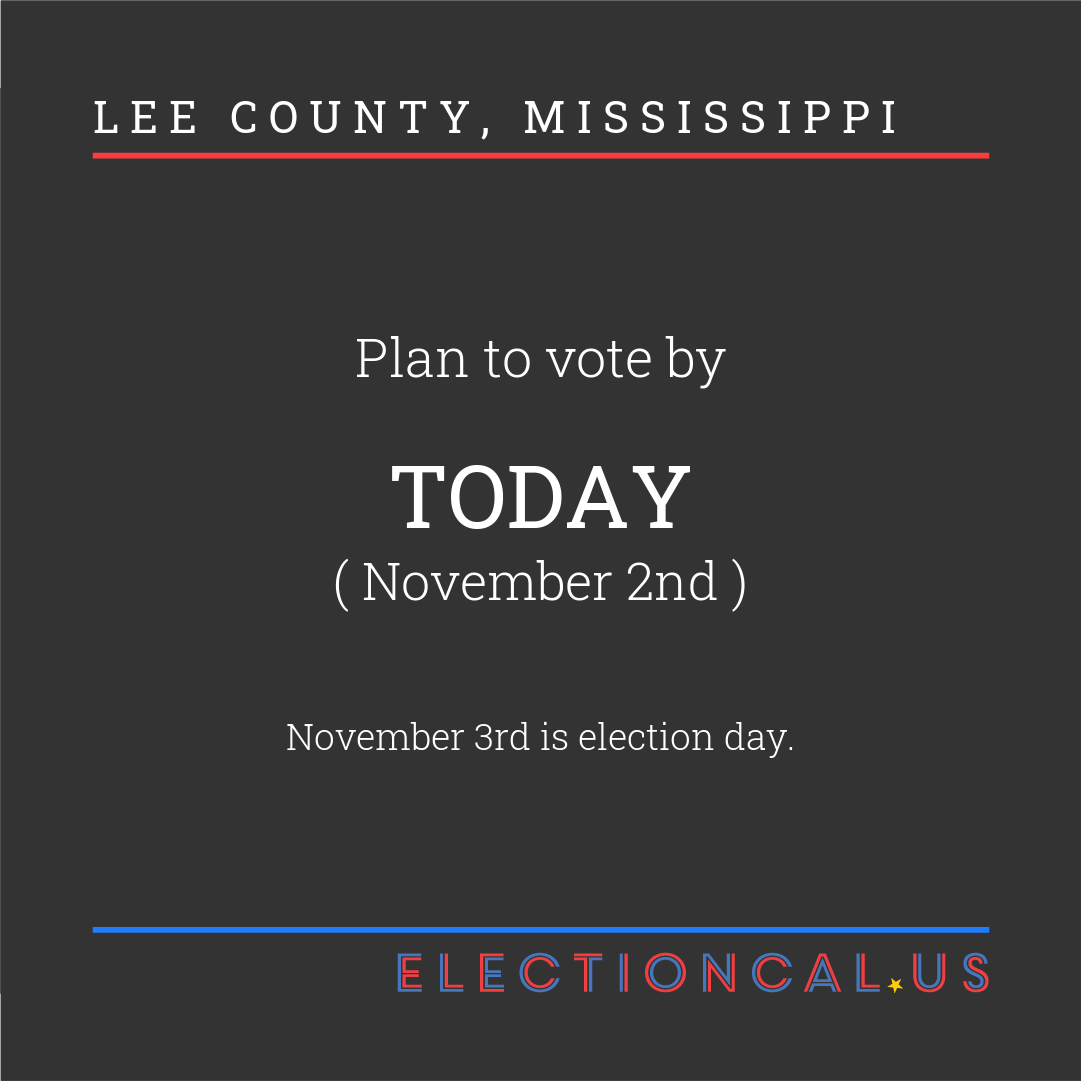 LEE COUNTY, MISSISSIPPI
Plan to vote by
TODAY
( November 2nd )
November 3rd is election day.
ELECTIONCAL.US